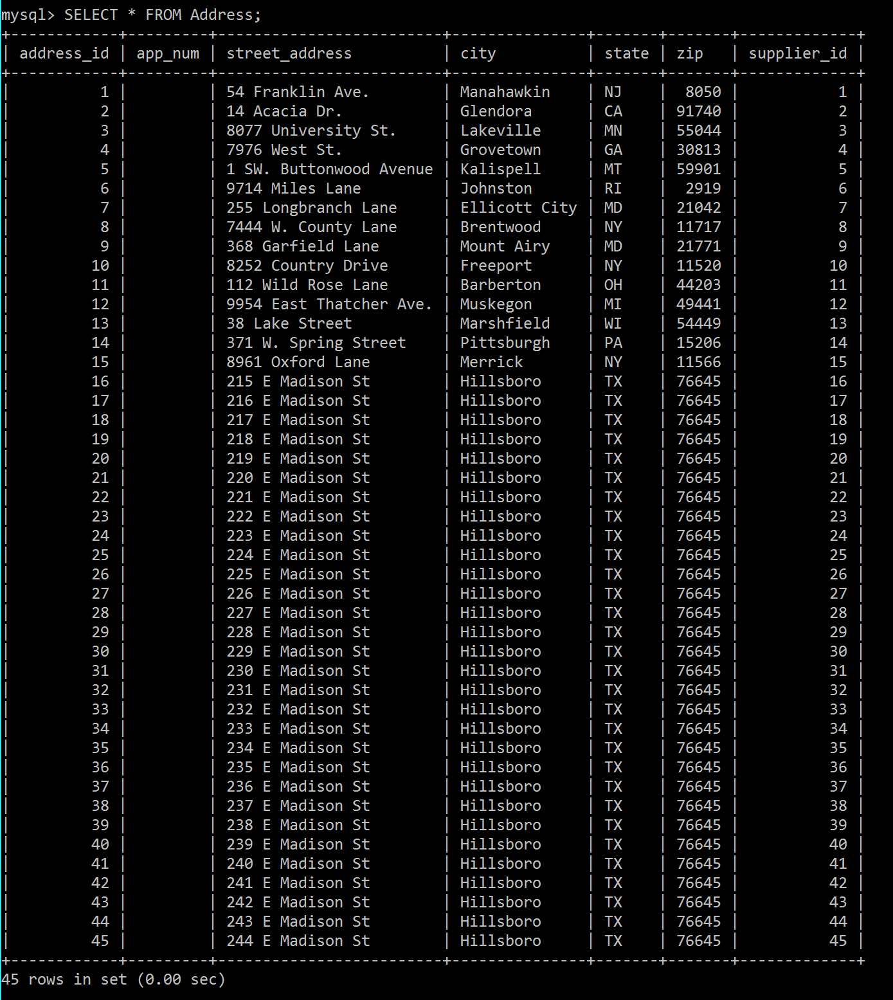 mysql> SELECT * FROM Address;
+------------+---------+-------------------------+---------------+-------+-------+-------------+
| address_id | app_num | street_address          | city          | state | zip   | supplier_id |
+------------+---------+-------------------------+---------------+-------+-------+-------------+
|          1 |         | 54 Franklin Ave.        | Manahawkin    | NJ    |  8050 |           1 |
|          2 |         | 14 Acacia Dr.           | Glendora      | CA    | 91740 |           2 |
|          3 |         | 8077 University St.     | Lakeville     | MN    | 55044 |           3 |
|          4 |         | 7976 West St.           | Grovetown     | GA    | 30813 |           4 |
|          5 |         | 1 SW. Buttonwood Avenue | Kalispell     | MT    | 59901 |           5 |
|          6 |         | 9714 Miles Lane         | Johnston      | RI    |  2919 |           6 |
|          7 |         | 255 Longbranch Lane     | Ellicott City | MD    | 21042 |           7 |
|          8 |         | 7444 W. County Lane     | Brentwood     | NY    | 11717 |           8 |
|          9 |         | 368 Garfield Lane       | Mount Airy    | MD    | 21771 |           9 |
|         10 |         | 8252 Country Drive      | Freeport      | NY    | 11520 |          10 |
|         11 |         | 112 Wild Rose Lane      | Barberton     | OH    | 44203 |          11 |
|         12 |         | 9954 East Thatcher Ave. | Muskegon      | MI    | 49441 |          12 |
|         13 |         | 38 Lake Street          | Marshfield    | WI    | 54449 |          13 |
|         14 |         | 371 W. Spring Street    | Pittsburgh    | PA    | 15206 |          14 |
|         15 |         | 8961 Oxford Lane        | Merrick       | NY    | 11566 |          15 |
|         16 |         | 215 E Madison St        | Hillsboro     | TX    | 76645 |          16 |
|         17 |         | 216 E Madison St        | Hillsboro     | TX    | 76645 |          17 |
|         18 |         | 217 E Madison St        | Hillsboro     | TX    | 76645 |          18 |
|         19 |         | 218 E Madison St        | Hillsboro     | TX    | 76645 |          19 |
|         20 |         | 219 E Madison St        | Hillsboro     | TX    | 76645 |          20 |
|         21 |         | 220 E Madison St        | Hillsboro     | TX    | 76645 |          21 |
|         22 |         | 221 E Madison St        | Hillsboro     | TX    | 76645 |          22 |
|         23 |         | 222 E Madison St        | Hillsboro     | TX    | 76645 |          23 |
|         24 |         | 223 E Madison St        | Hillsboro     | TX    | 76645 |          24 |
|         25 |         | 224 E Madison St        | Hillsboro     | TX    | 76645 |          25 |
|         26 |         | 225 E Madison St        | Hillsboro     | TX    | 76645 |          26 |
|         27 |         | 226 E Madison St        | Hillsboro     | TX    | 76645 |          27 |
|         28 |         | 227 E Madison St        | Hillsboro     | TX    | 76645 |          28 |
|         29 |         | 228 E Madison St        | Hillsboro     | TX    | 76645 |          29 |
|         30 |         | 229 E Madison St        | Hillsboro     | TX    | 76645 |          30 |
|         31 |         | 230 E Madison St        | Hillsboro     | TX    | 76645 |          31 |
|         32 |         | 231 E Madison St        | Hillsboro     | TX    | 76645 |          32 |
|         33 |         | 232 E Madison St        | Hillsboro     | TX    | 76645 |          33 |
|         34 |         | 233 E Madison St        | Hillsboro     | TX    | 76645 |          34 |
|         35 |         | 234 E Madison St        | Hillsboro     | TX    | 76645 |          35 |
|         36 |         | 235 E Madison St        | Hillsboro     | TX    | 76645 |          36 |
|         37 |         | 236 E Madison St        | Hillsboro     | TX    | 76645 |          37 |
|         38 |         | 237 E Madison St        | Hillsboro     | TX    | 76645 |          38 |
|         39 |         | 238 E Madison St        | Hillsboro     | TX    | 76645 |          39 |
|         40 |         | 239 E Madison St        | Hillsboro     | TX    | 76645 |          40 |
|         41 |         | 240 E Madison St        | Hillsboro     | TX    | 76645 |          41 |
|         42 |         | 241 E Madison St        | Hillsboro     | TX    | 76645 |          42 |
|         43 |         | 242 E Madison St        | Hillsboro     | TX    | 76645 |          43 |
|         44 |         | 243 E Madison St        | Hillsboro     | TX    | 76645 |          44 |
|         45 |         | 244 E Madison St        | Hillsboro     | TX    | 76645 |          45 |
+------------+---------+-------------------------+---------------+-------+-------+-------------+
45 rows in set (0.00 sec)